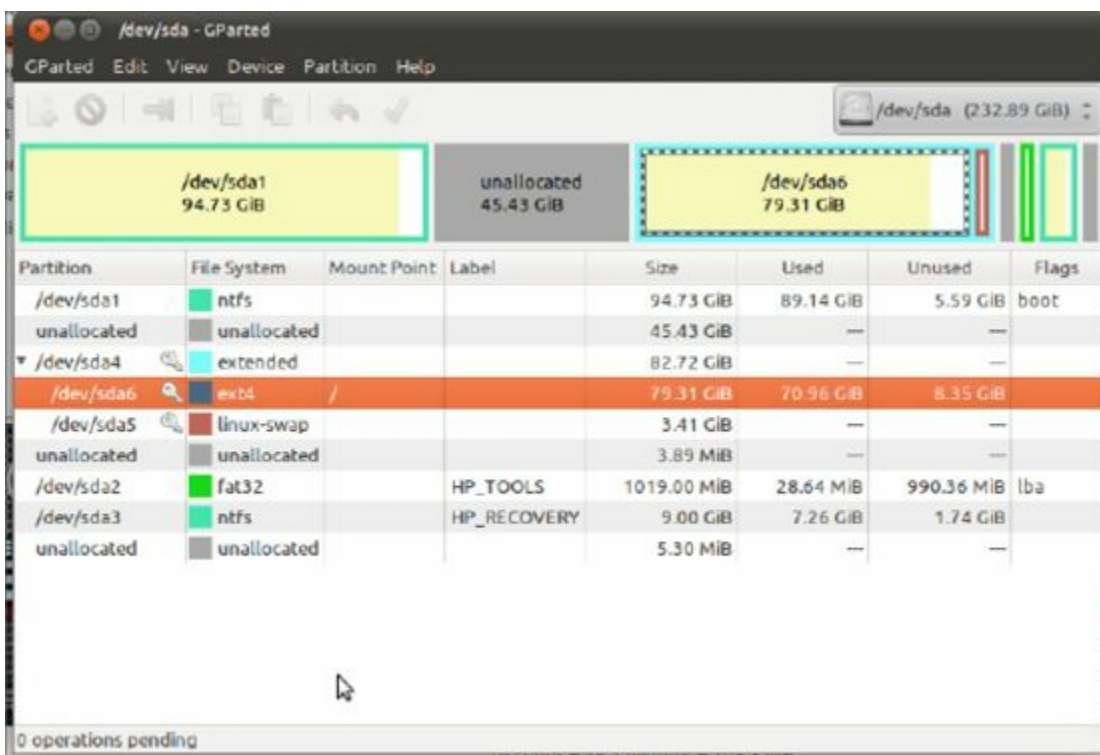 /dev/sda - GParted
GParted Edit View Device Partition Help
/dev/sda (232.89 GiB)
/dev/sda1
94.73 GiB
unallocated
45.43 GiB
/dev/sda6
79.31 GiB
Partition File System Mount Point Label Size Used Unused Flags
/dev/sda1 ntfs 94.73 GiB 89.14 GiB 5.59 GiB boot
unallocated unallocated 45.43 GiB --- ---
/dev/sda4 extended 82.72 GiB --- ---
/dev/sda6 ext4 / 79.31 GiB 70.96 GiB 8.35 GiB
/dev/sda5 linux-swap 3.41 GiB --- ---
unallocated unallocated 3.89 MiB --- ---
/dev/sda2 fat32 HP_TOOLS 1019.00 MiB 28.64 MiB 990.36 MiB lba
/dev/sda3 ntfs HP_RECOVERY 9.00 GiB 7.26 GiB 1.74 GiB
unallocated unallocated 5.30 MiB --- ---
0 operations pending